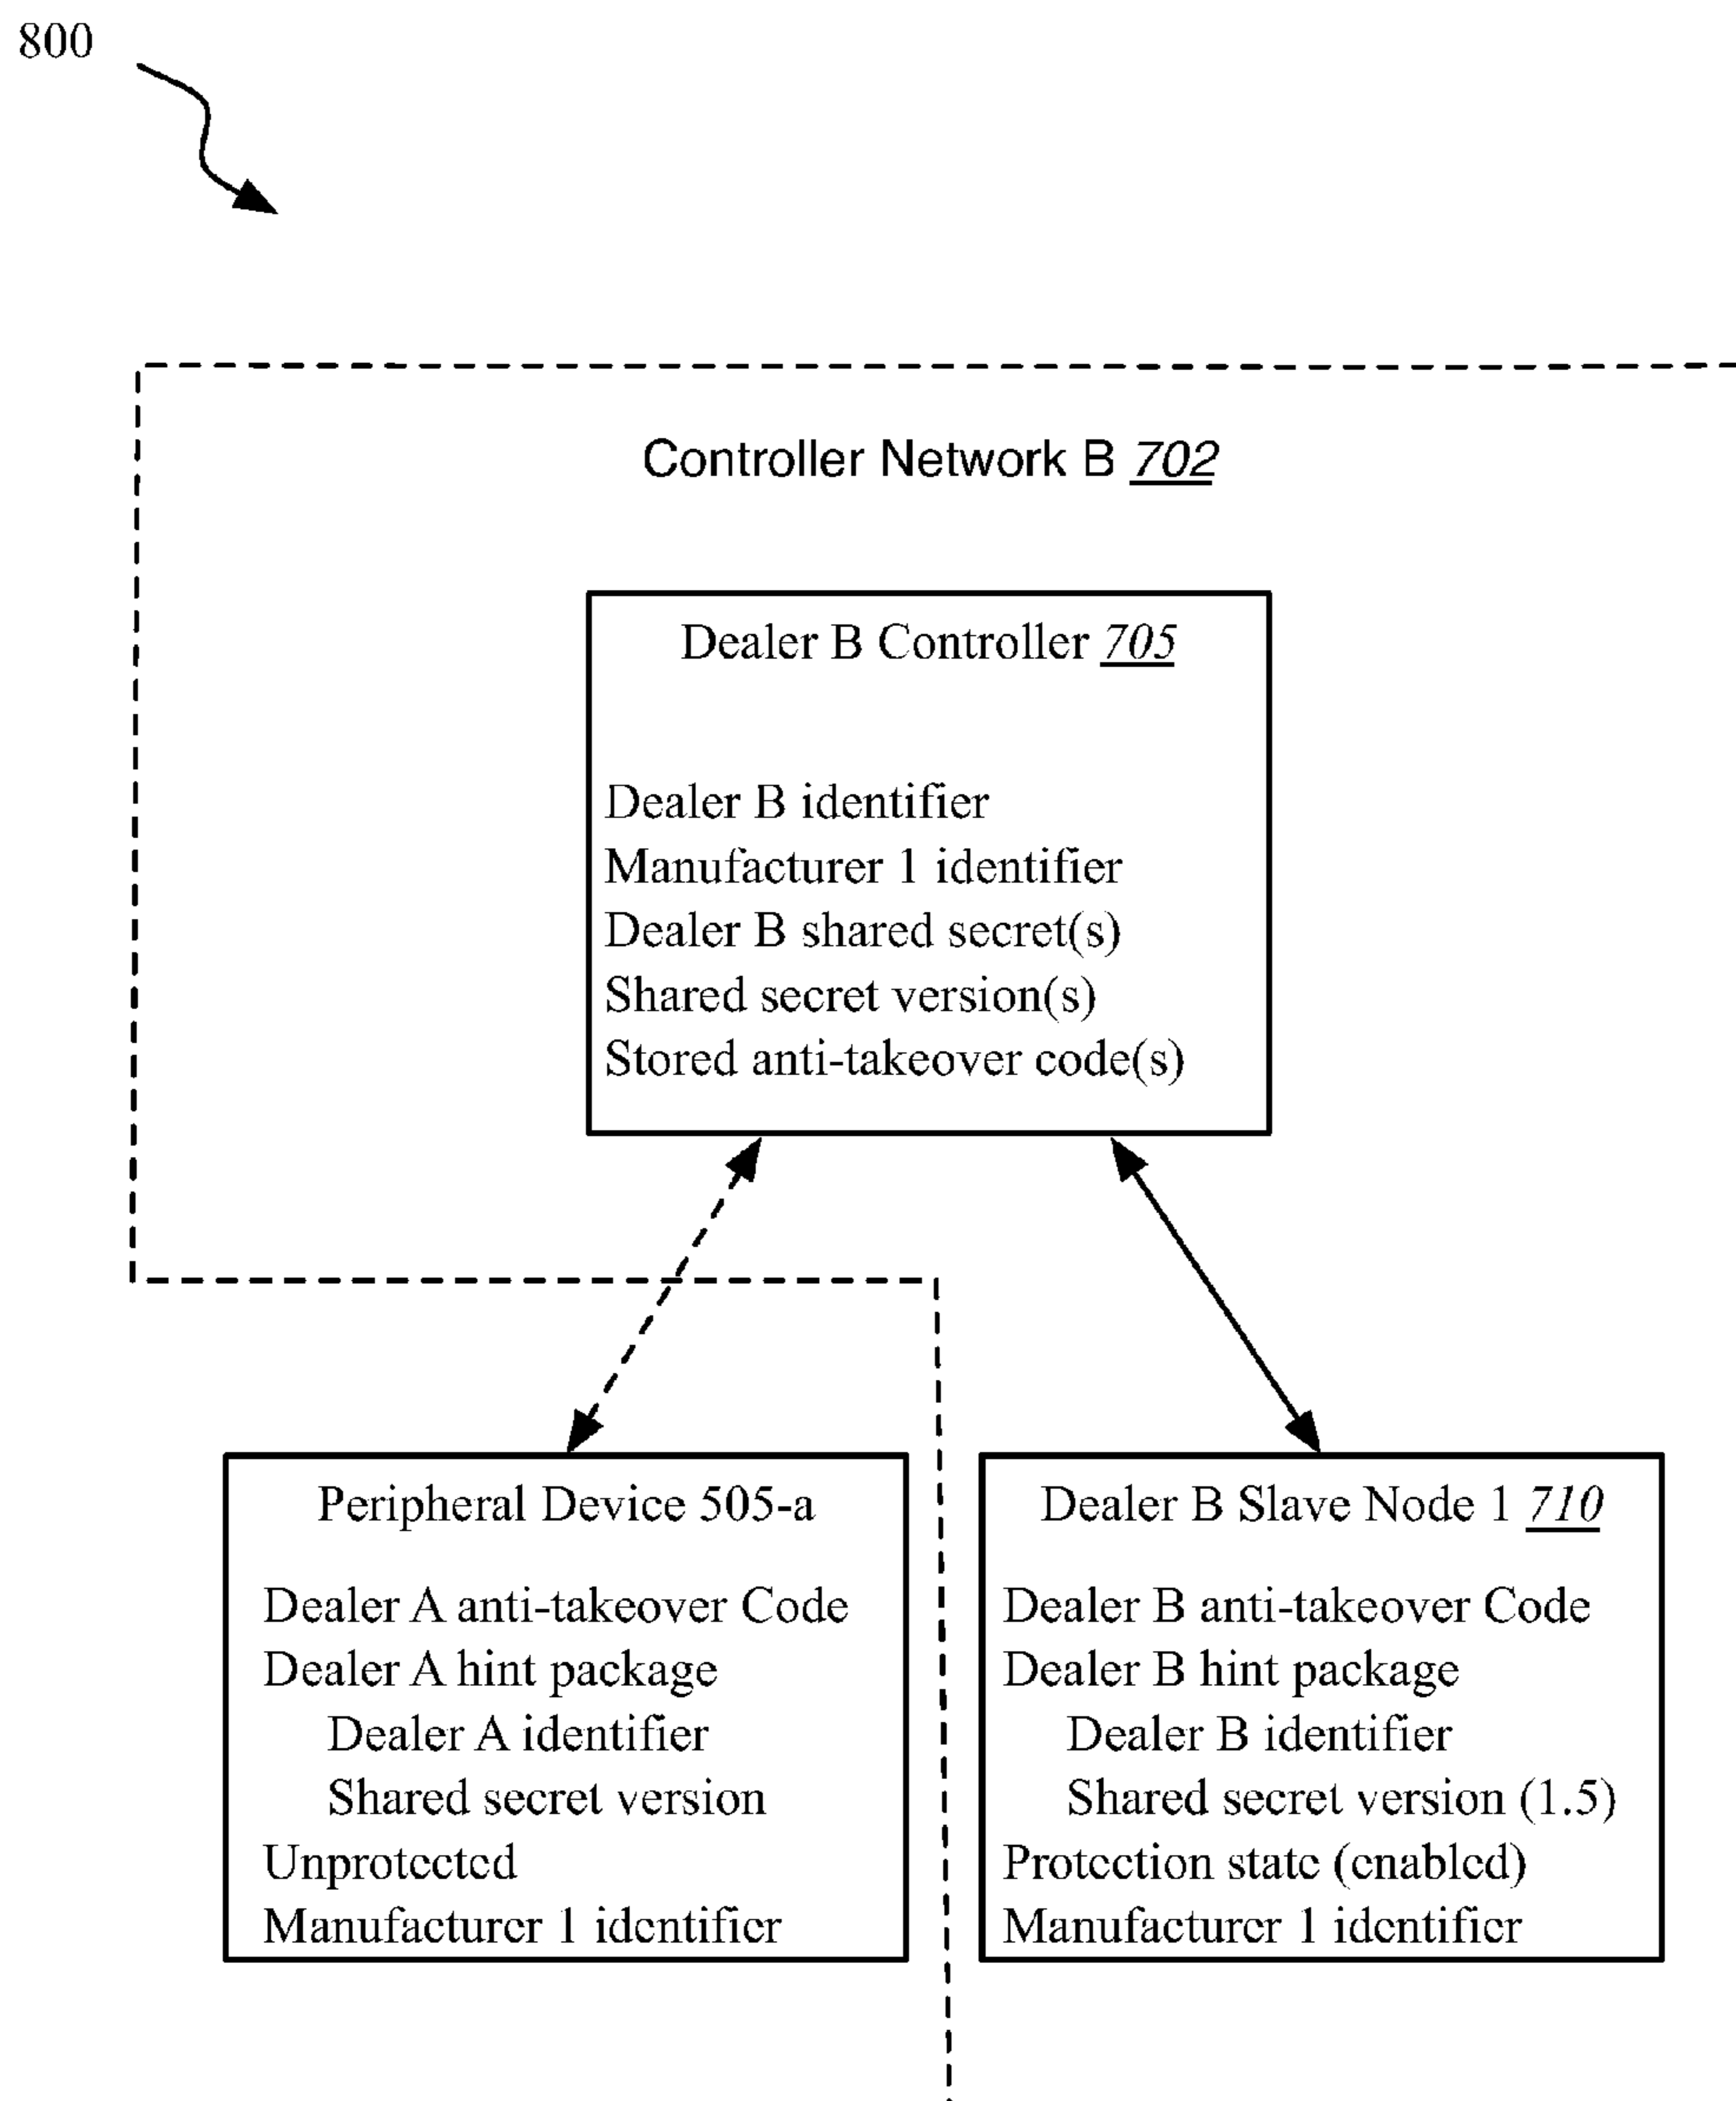 800
Controller Network B 702
Dealer B Controller 705
Dealer B identifier
Manufacturer 1 identifier
Dealer B shared secret(s)
Shared secret version(s)
Stored anti-takeover code(s)
Peripheral Device 505-a
Dealer A anti-takeover Code
Dealer A hint package
Dealer A identifier
Shared secret version
Unprotected
Manufacturer 1 identifier
Dealer B Slave Node 1 710
Dealer B anti-takeover Code
Dealer B hint package
Dealer B identifier
Shared secret version (1.5)
Protection state (enabled)
Manufacturer 1 identifier